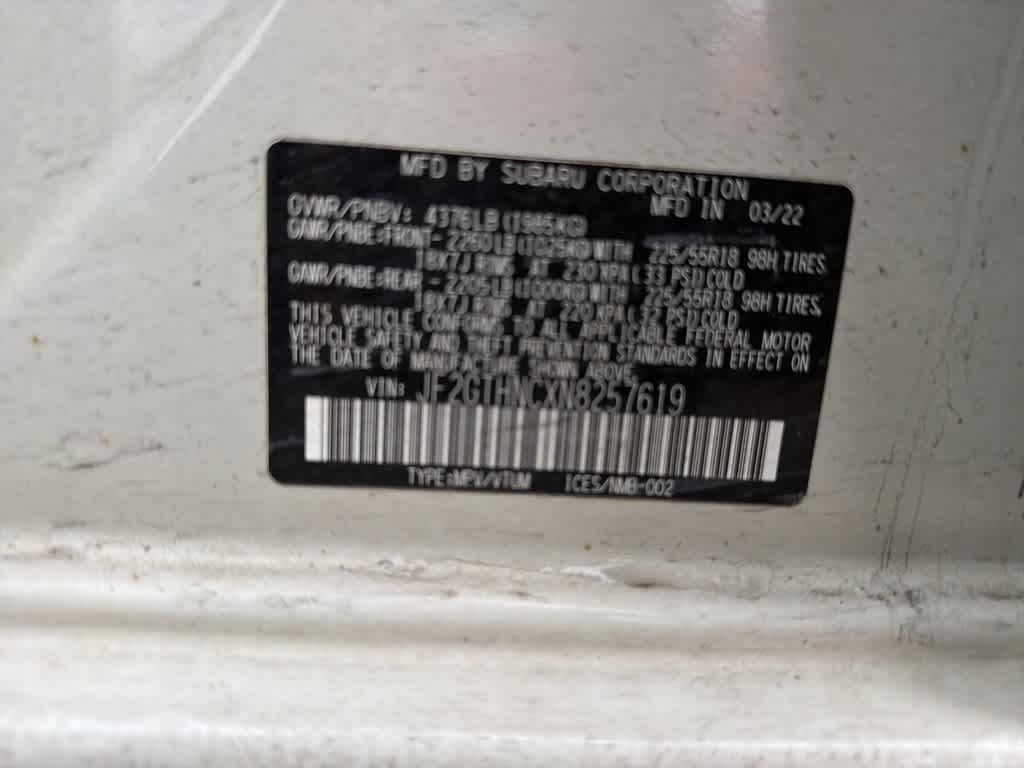 MFD BY SUBARU CORPORATION
MFD IN 03/22
GVWR/PNBV: 4376LB(1985KG)
GAWR/PNBE:FRONT- 2260LB(1025KG)WITH 225/55R18 98H TIRES
18X7J RIMS AT 230 KPA( 33 PSI)COLD
GAWR/PNBE:REAR - 2205LB(1000KG)WITH 225/55R18 98H TIRES
18X7J RIMS AT 220 KPA( 32 PSI)COLD
THIS VEHICLE CONFORMS TO ALL APPLICABLE FEDERAL MOTOR
VEHICLE SAFETY AND THEFT PREVENTION STANDARDS IN EFFECT ON
THE DATE OF MANUFACTURE SHOWN ABOVE.
VIN: JF2GTHNCXN8257619
TYPE:MPV/VTUM ICES/NMB-002